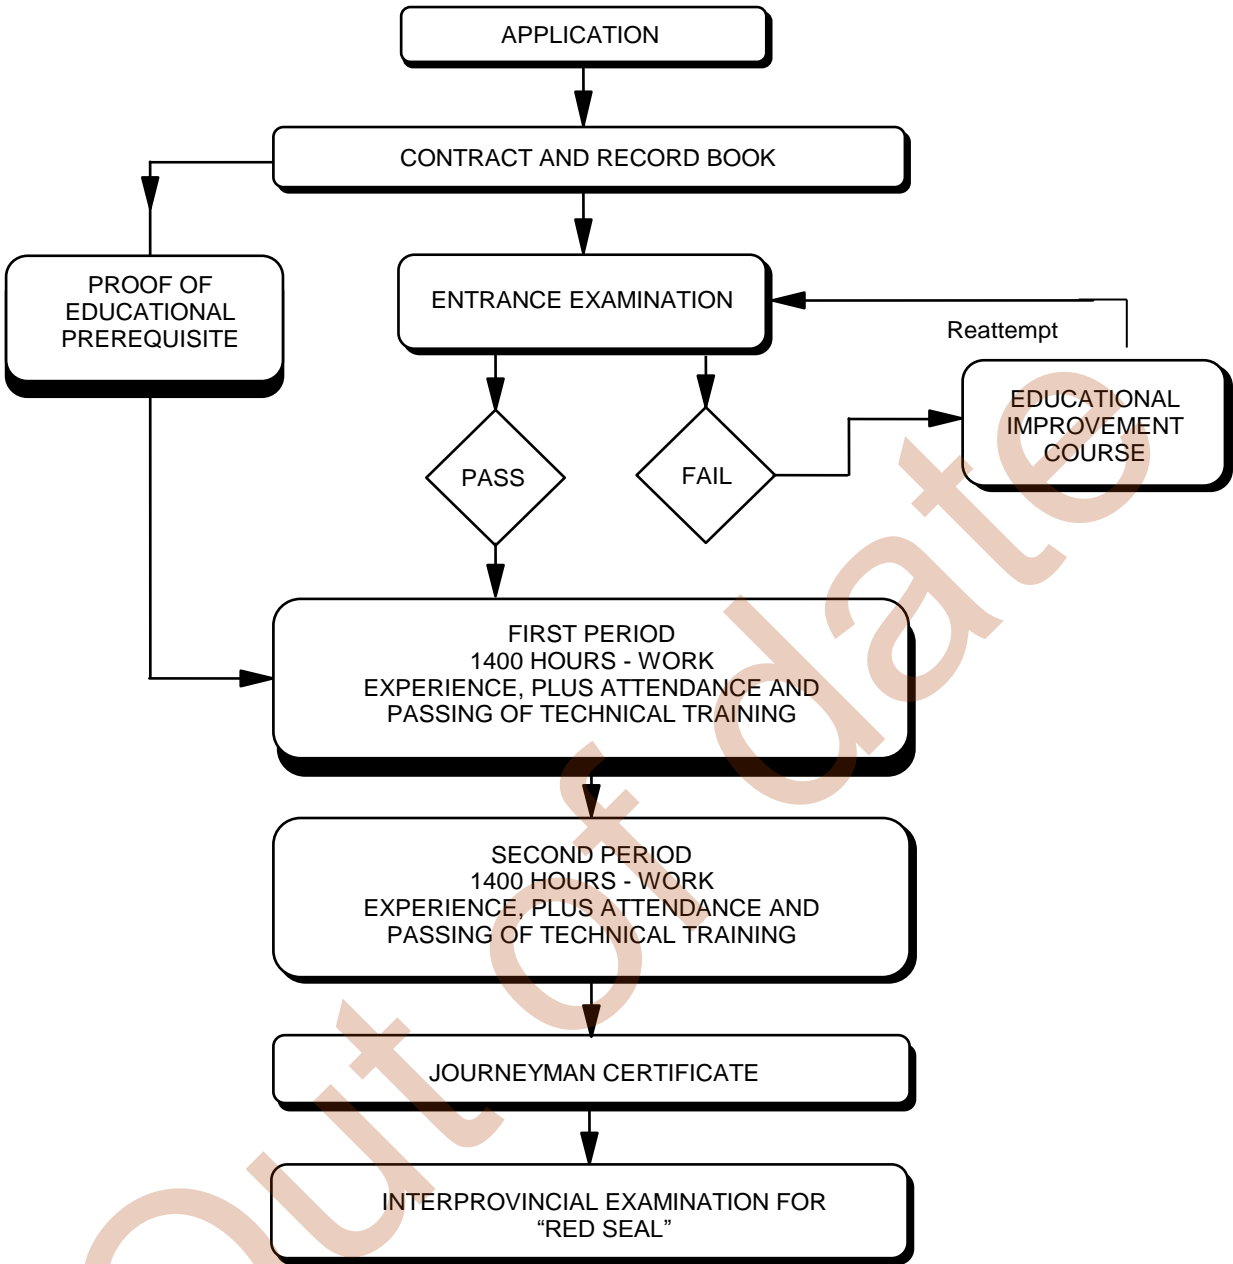 APPLICATION
CONTRACT AND RECORD BOOK
PROOF OF
EDUCATIONAL
PREREQUISITE
ENTRANCE EXAMINATION
Reattempt
EDUCATIONAL
IMPROVEMENT
COURSE
PASS
FAIL
FIRST PERIOD
1400 HOURS - WORK
EXPERIENCE, PLUS ATTENDANCE AND
PASSING OF TECHNICAL TRAINING
SECOND PERIOD
1400 HOURS - WORK
EXPERIENCE, PLUS ATTENDANCE AND
PASSING OF TECHNICAL TRAINING
JOURNEYMAN CERTIFICATE
INTERPROVINCIAL EXAMINATION FOR
“RED SEAL”
Out of date